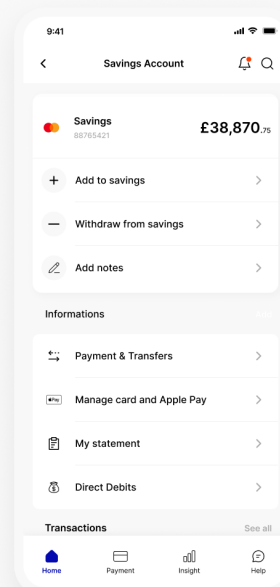 9:41
Savings Account
Savings
88765421
£38,870.75
Add to savings
Withdraw from savings
Add notes
Informations
Payment & Transfers
Pay
Manage card and Apple Pay
My statement
Direct Debits
Transactions
See all
Home
Payment
Insight
Help